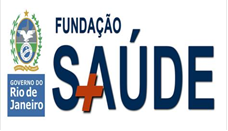 FUNDAÇÃO
SAÚDE
GOVERNO DO
Rio de
Janeiro